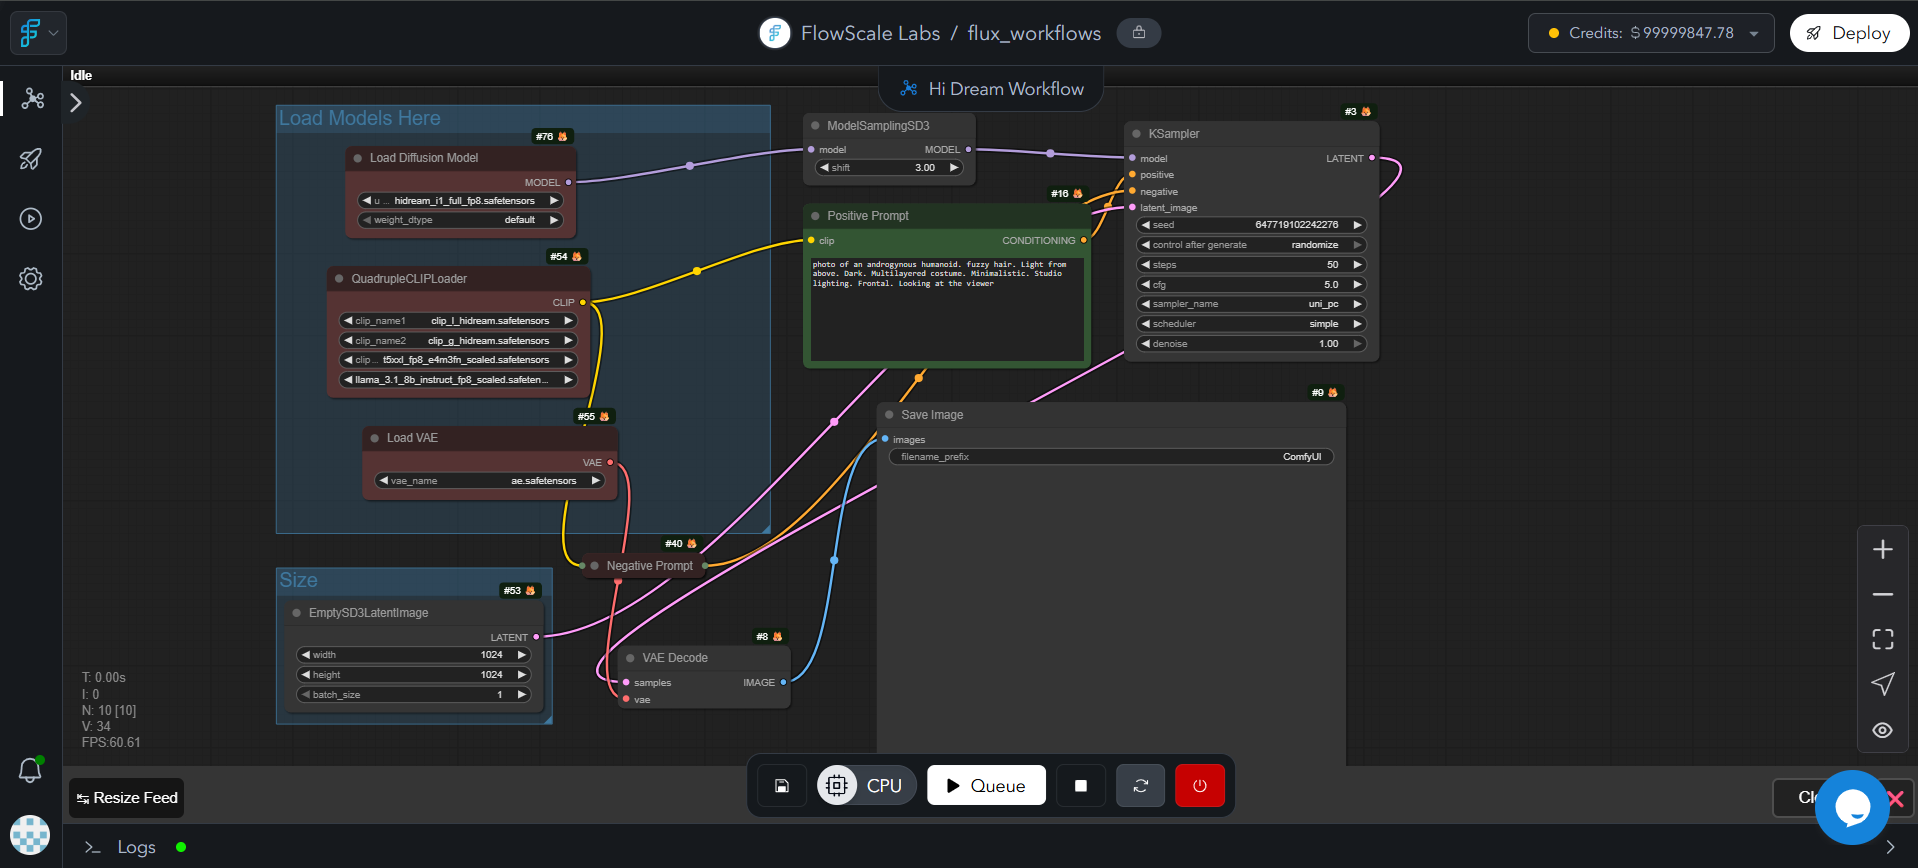 FlowScale Labs / flux_workflows
Credits: $ 99999847.78
Deploy
Idle
Hi Dream Workflow
Load Models Here
#76
Load Diffusion Model
MODEL
u ... hidream_i1_full_fp8.safetensors
weight_dtype default
#54
QuadrupleCLIPLoader
CLIP
clip_name1 clip_l_hidream.safetensors
clip_name2 clip_g_hidream.safetensors
clip ... t5xxl_fp8_e4m3fn_scaled.safetensors
llama_3.1_8b_instruct_fp8_scaled.safeten...
#55
Load VAE
VAE
vae_name ae.safetensors
ModelSamplingSD3
model MODEL
shift 3.00
#16
Positive Prompt
clip CONDITIONING
photo of an androgynous humanoid. fuzzy hair. Light from
above. Dark. Multilayered costume. Minimalistic. Studio
lighting. Frontal. Looking at the viewer
#3
KSampler
model LATENT
positive
negative
latent_image
seed 647719102242276
control after generate randomize
steps 50
cfg 5.0
sampler_name uni_pc
scheduler simple
denoise 1.00
#9
Save Image
images
filename_prefix ComfyUI
#40
Negative Prompt
Size
#53
EmptySD3LatentImage
LATENT
width 1024
height 1024
batch_size 1
#8
VAE Decode
samples IMAGE
vae
T: 0.00s
I: 0
N: 10 [10]
V: 34
FPS:60.61
Resize Feed
CPU
Queue
Logs